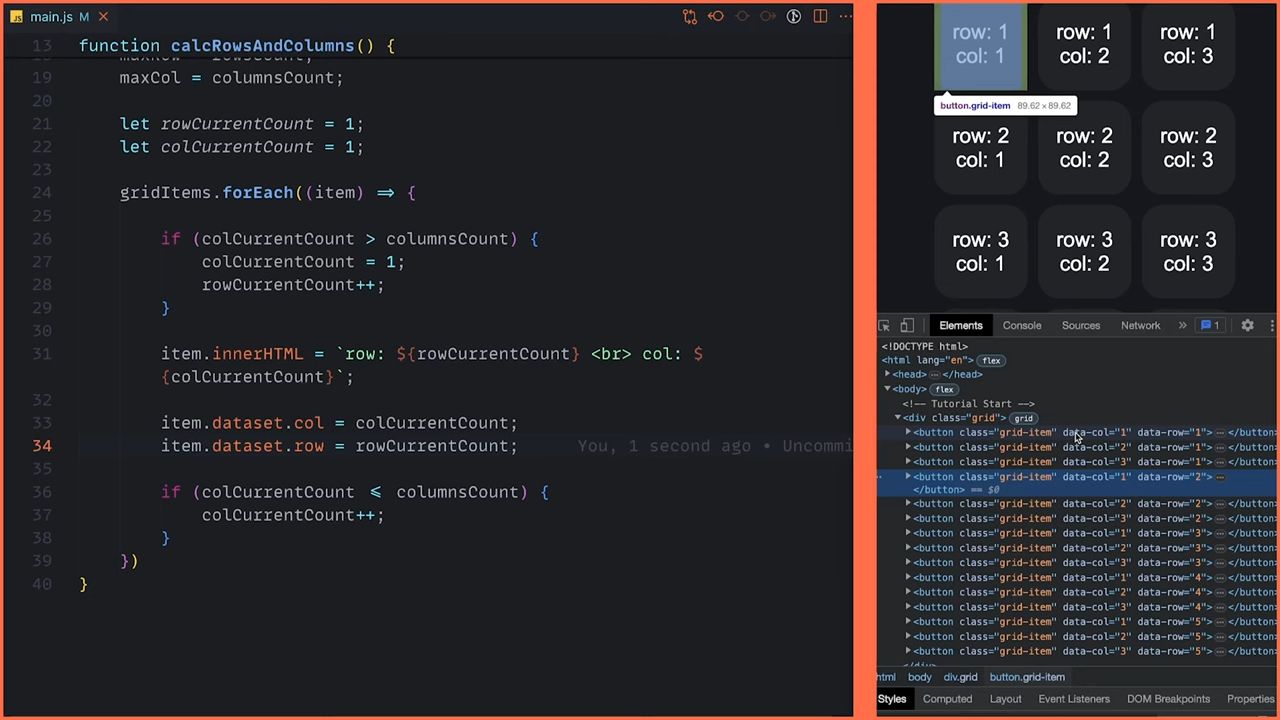 main.js M
13 function calcRowsAndColumns() {
19 maxCol = columnsCount;
20
21 let rowCurrentCount = 1;
22 let colCurrentCount = 1;
23
24 gridItems.forEach((item) => {
25
26 if (colCurrentCount > columnsCount) {
27 colCurrentCount = 1;
28 rowCurrentCount++;
29 }
30
31 item.innerHTML = `row: ${rowCurrentCount} <br> col: $
{colCurrentCount}`;
32
33 item.dataset.col = colCurrentCount;
34 item.dataset.row = rowCurrentCount; You, 1 second ago • Uncommi
35
36 if (colCurrentCount <= columnsCount) {
37 colCurrentCount++;
38 }
39 })
40 }
row: 1 row: 1 row: 1
col: 1 col: 2 col: 3
button.grid-item 89.62 × 89.62
row: 2 row: 2 row: 2
col: 1 col: 2 col: 3
row: 3 row: 3 row: 3
col: 1 col: 2 col: 3
Elements Console Sources Network » 1
<!DOCTYPE html>
<html lang="en"> flex
<head> … </head>
<body> flex
<!-- Tutorial Start -->
<div class="grid"> grid
<button class="grid-item" data-col="1" data-row="1"> … </button>
<button class="grid-item" data-col="2" data-row="1"> … </button>
<button class="grid-item" data-col="3" data-row="1"> … </button>
<button class="grid-item" data-col="1" data-row="2"> …
</button> == $0
<button class="grid-item" data-col="2" data-row="2"> … </button>
<button class="grid-item" data-col="3" data-row="2"> … </button>
<button class="grid-item" data-col="1" data-row="3"> … </button>
<button class="grid-item" data-col="2" data-row="3"> … </button>
<button class="grid-item" data-col="3" data-row="3"> … </button>
<button class="grid-item" data-col="1" data-row="4"> … </button>
<button class="grid-item" data-col="2" data-row="4"> … </button>
<button class="grid-item" data-col="3" data-row="4"> … </button>
<button class="grid-item" data-col="1" data-row="5"> … </button>
<button class="grid-item" data-col="2" data-row="5"> … </button>
<button class="grid-item" data-col="3" data-row="5"> … </button>
html body div.grid button.grid-item
Styles Computed Layout Event Listeners DOM Breakpoints Properties